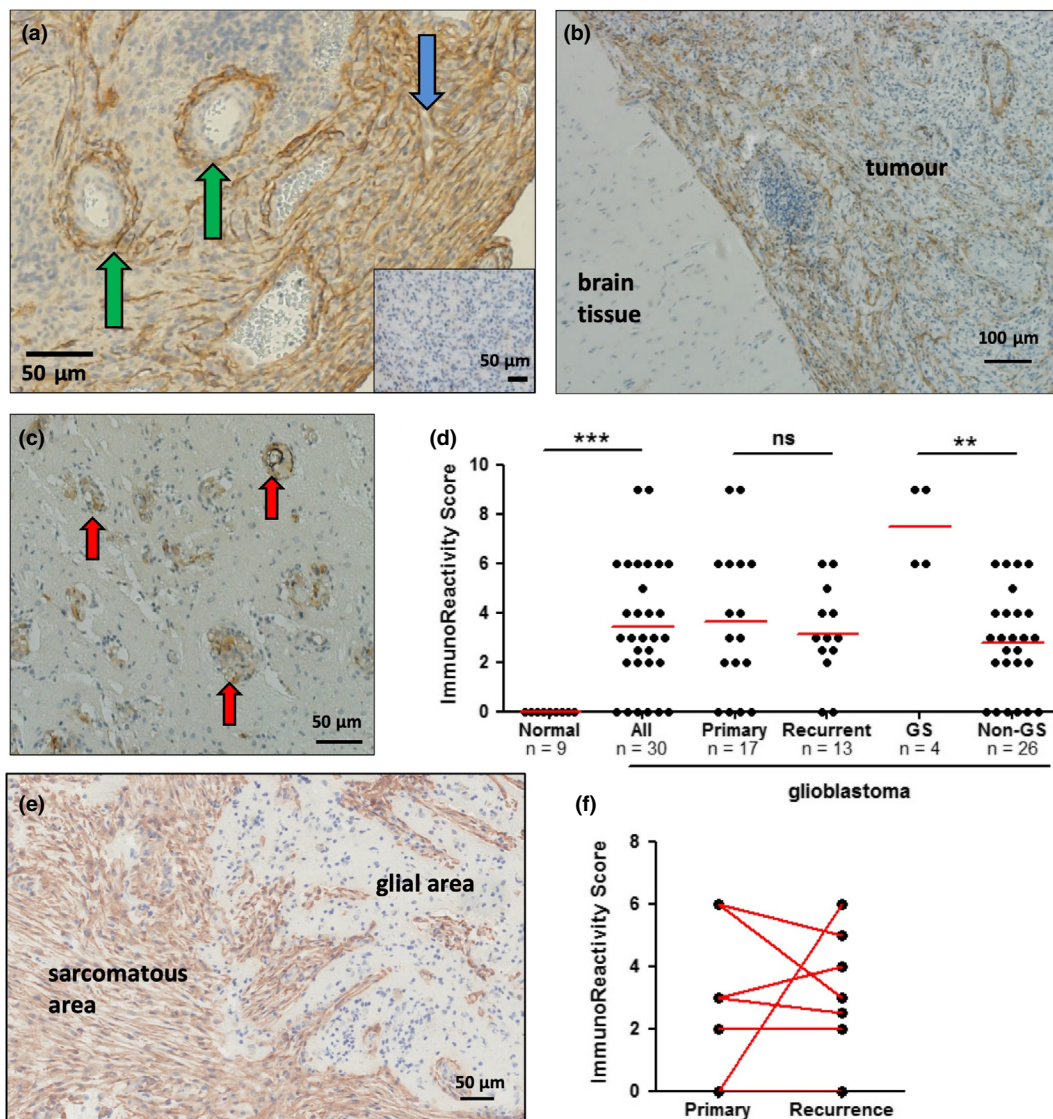 (a)
50 µm
50 µm
(b)
tumour
brain
tissue
100 µm
(c)
50 µm
(d)
***
ns
**
ImmunoReactivity Score
10
8
6
4
2
0
Normal
n = 9
All
n = 30
Primary
n = 17
Recurrent
n = 13
GS
n = 4
Non-GS
n = 26
glioblastoma
(e)
glial area
sarcomatous
area
50 µm
(f)
ImmunoReactivity Score
8
6
4
2
0
Primary
Recurrence